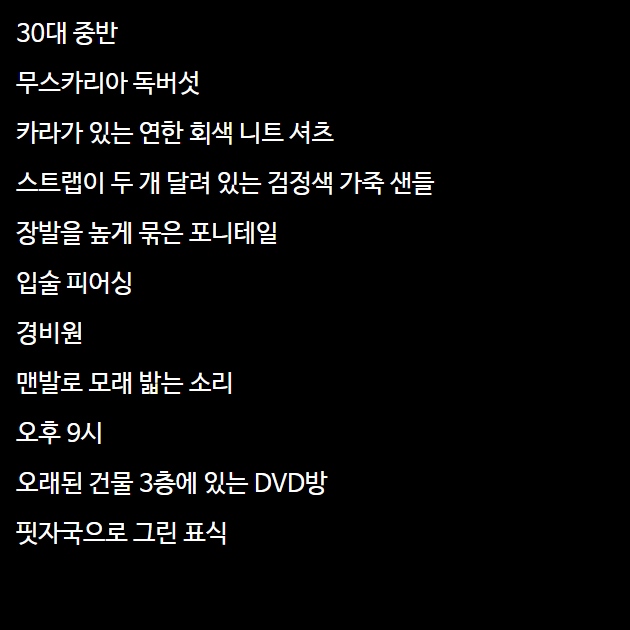 30대 중반
무스카리아 독버섯
카라가 있는 연한 회색 니트 셔츠
스트랩이 두 개 달려 있는 검정색 가죽 샌들
장발을 높게 묶은 포니테일
입술 피어싱
경비원
맨발로 모래 밟는 소리
오후 9시
오래된 건물 3층에 있는 DVD방
핏자국으로 그린 표식